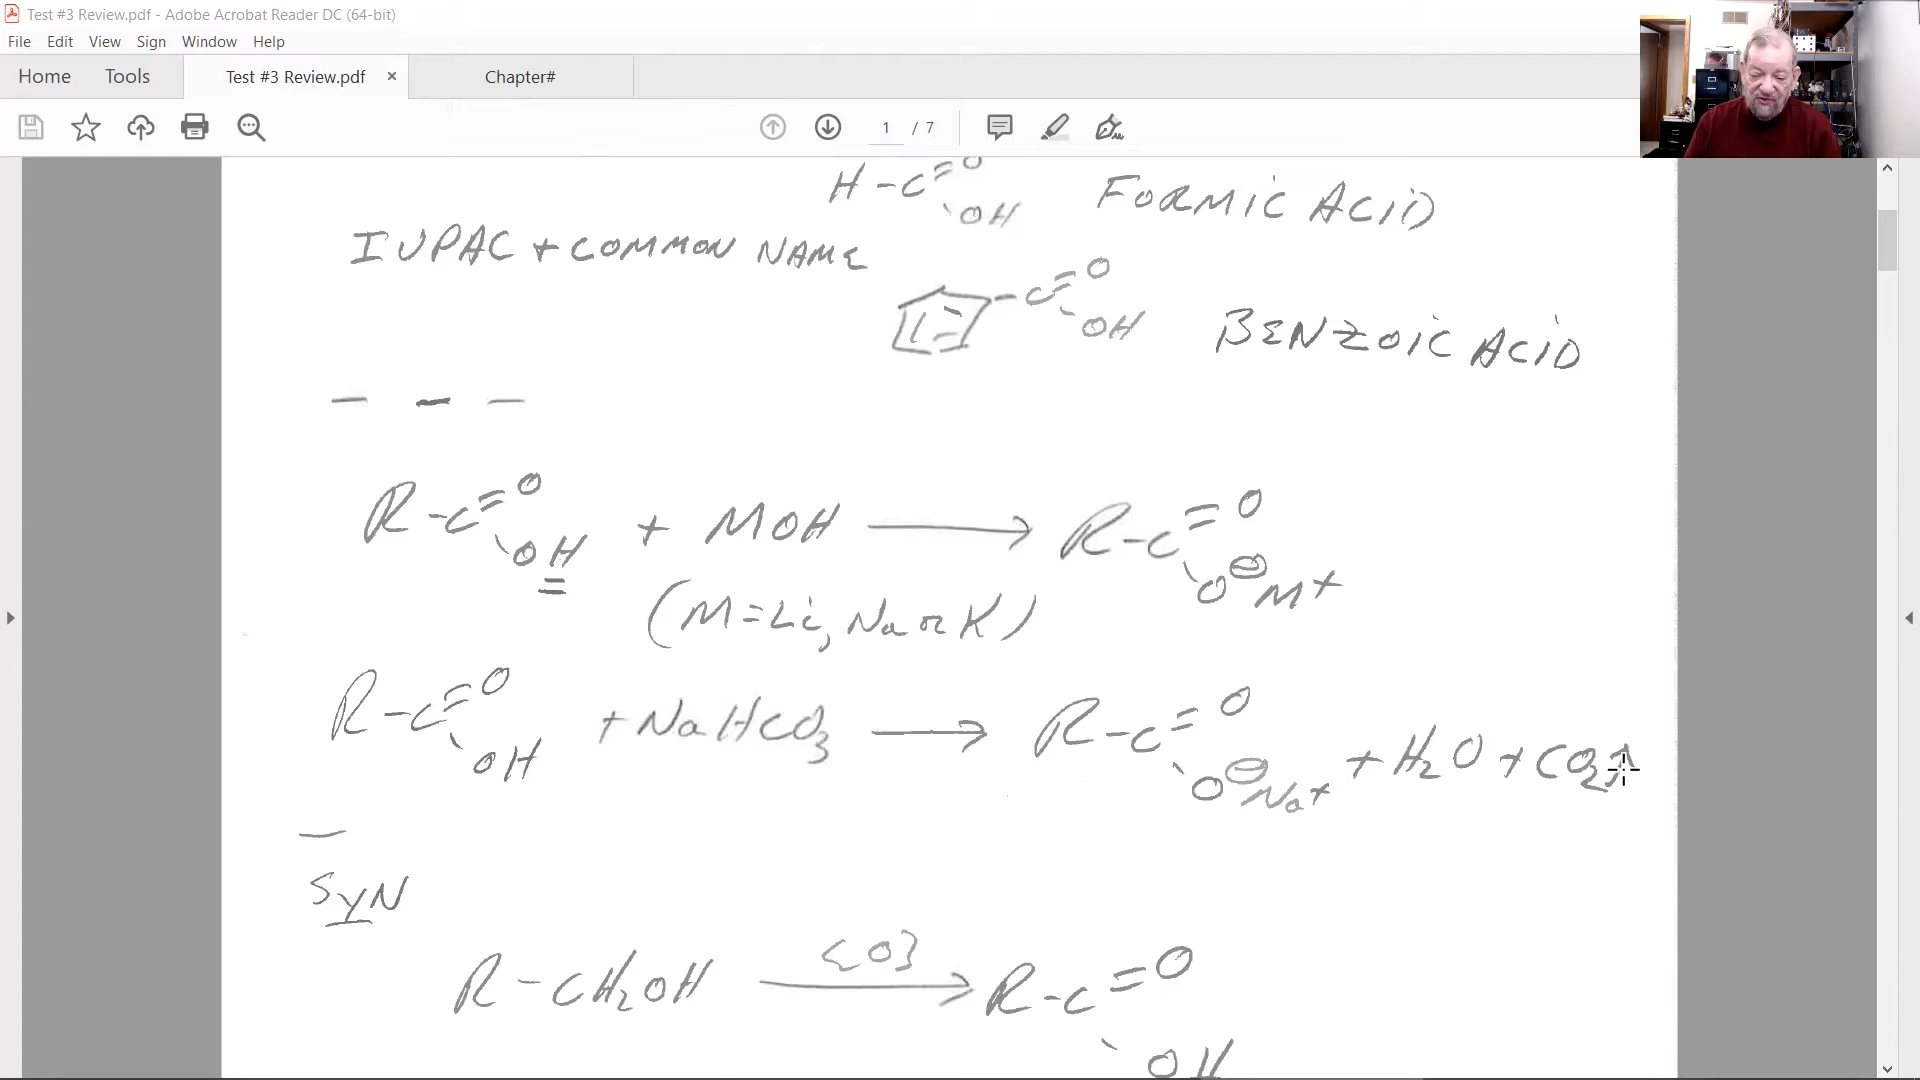 Test #3 Review.pdf - Adobe Acrobat Reader DC (64-bit)
File Edit View Sign Window Help
Home Tools Test #3 Review.pdf × Chapter#
1 / 7
H-C=O
OH
FORMIC ACID
IUPAC + COMMON NAME
-C=O
OH
BENZOIC ACID
- - -
R-C=O
OH + MOH → R-C=O
O⊖M+
(M=Li, Na or K)
R-C=O
OH + NaHCO3 → R-C=O
O⊖Na+ + H2O + CO2↑
SYN
R-CH2OH {O} → R-C=O
OH